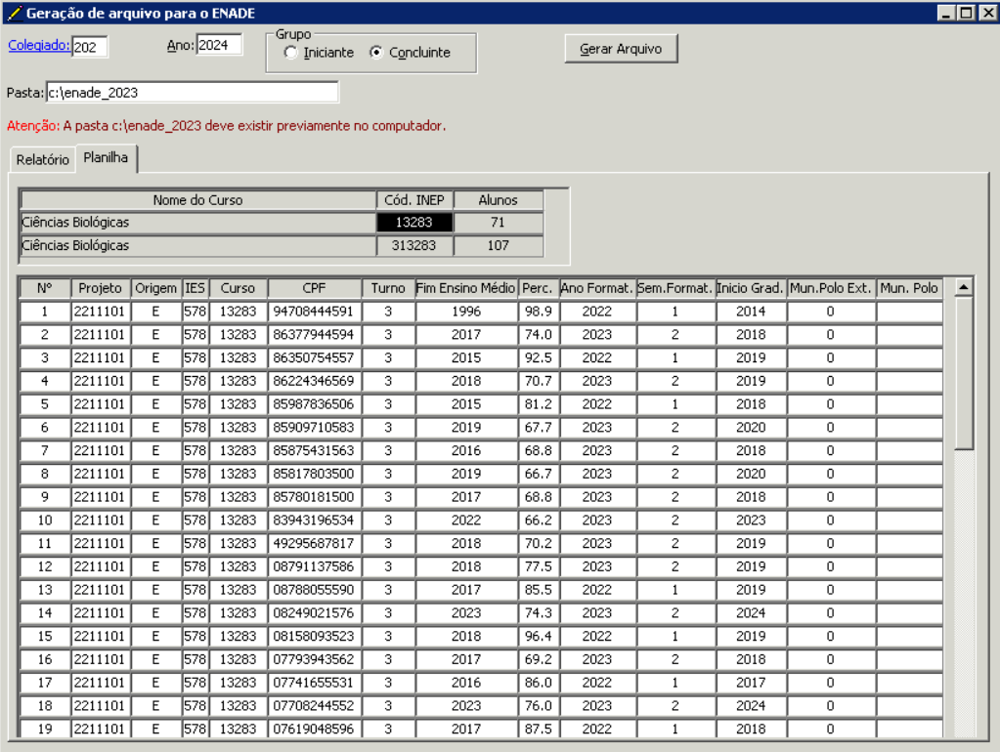 Geração de arquivo para o ENADE
Colegiado: 202 Ano: 2024 Grupo Iniciante Concluinte Gerar Arquivo
Pasta: c:\enade_2023
Atenção: A pasta c:\enade_2023 deve existir previamente no computador.
Relatório Planilha
Nome do Curso Cód. INEP Alunos
Ciências Biológicas 13283 71
Ciências Biológicas 313283 107
Nº Projeto Origem IES Curso CPF Turno Fim Ensino Médio Perc. Ano Format. Sem.Format. Inicio Grad. Mun.Polo Ext. Mun. Polo
1 2211101 E 578 13283 94708444591 3 1996 98.9 2022 1 2014 0
2 2211101 E 578 13283 86377944594 3 2017 74.0 2023 2 2018 0
3 2211101 E 578 13283 86350754557 3 2015 92.5 2022 1 2019 0
4 2211101 E 578 13283 86224346569 3 2018 70.7 2023 2 2019 0
5 2211101 E 578 13283 85987836506 3 2015 81.2 2022 1 2018 0
6 2211101 E 578 13283 85909710583 3 2019 67.7 2023 2 2020 0
7 2211101 E 578 13283 85875431563 3 2016 68.8 2023 2 2018 0
8 2211101 E 578 13283 85817803500 3 2019 66.7 2023 2 2020 0
9 2211101 E 578 13283 85780181500 3 2017 68.8 2023 2 2018 0
10 2211101 E 578 13283 83943196534 3 2022 66.2 2023 2 2023 0
11 2211101 E 578 13283 49295687817 3 2018 70.2 2023 2 2019 0
12 2211101 E 578 13283 08791137586 3 2018 77.5 2023 2 2019 0
13 2211101 E 578 13283 08788055590 3 2017 85.5 2022 1 2019 0
14 2211101 E 578 13283 08249021576 3 2023 74.3 2023 2 2024 0
15 2211101 E 578 13283 08158093523 3 2018 96.4 2022 1 2019 0
16 2211101 E 578 13283 07793943562 3 2017 69.2 2023 2 2018 0
17 2211101 E 578 13283 07741655531 3 2016 86.0 2022 1 2017 0
18 2211101 E 578 13283 07708244552 3 2023 76.0 2023 2 2024 0
19 2211101 E 578 13283 07619048596 3 2017 87.5 2022 1 2018 0